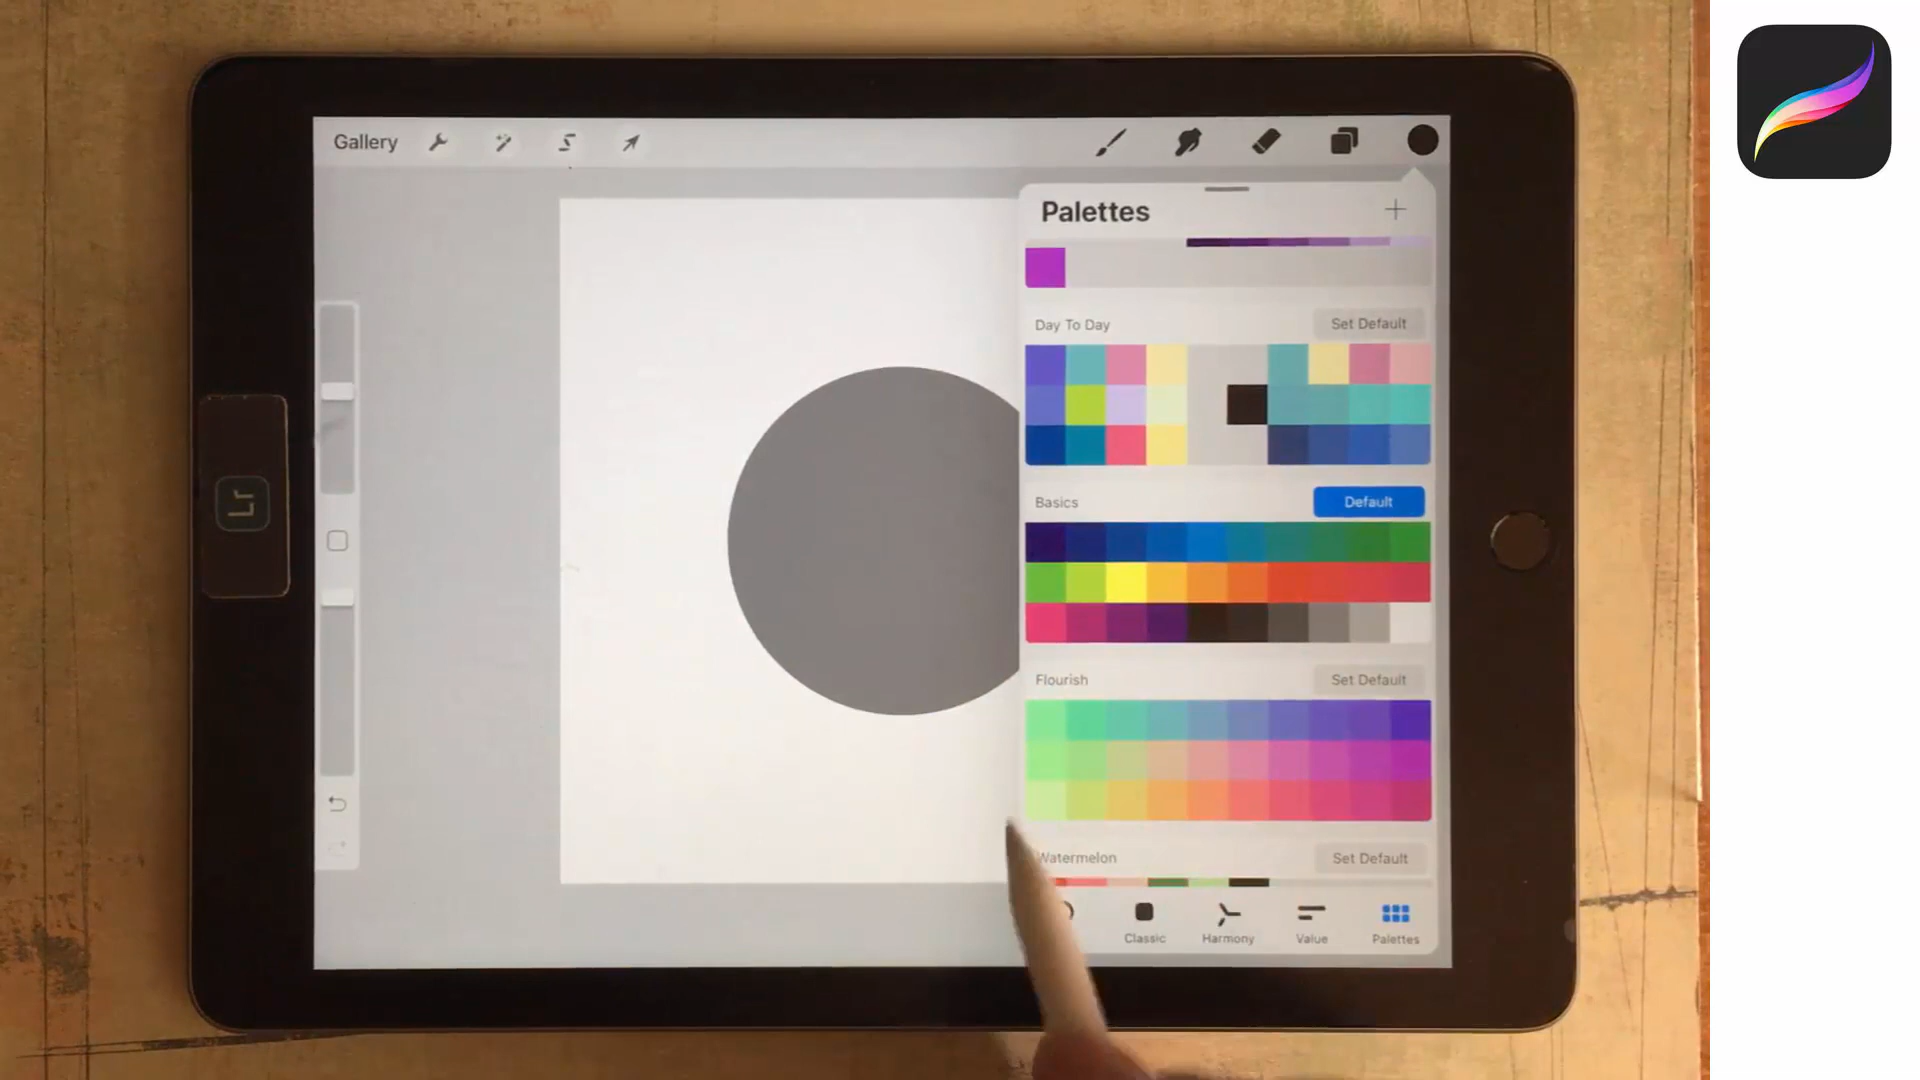 Gallery
Palettes
Day To Day
Set Default
Basics
Default
Flourish
Set Default
Watermelon
Set Default
Classic
Harmony
Value
Palettes
Lr